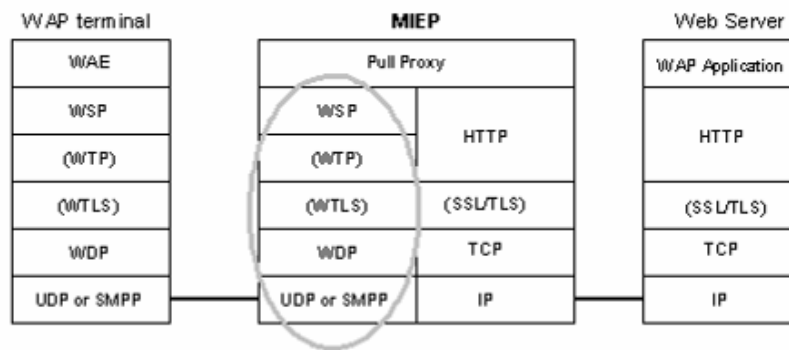 WAP terminal
MIEP
Web Server
WAE
Pull Proxy
WAP Application
WSP
WSP
HTTP
HTTP
(WTP)
(WTP)
(WTLS)
(WTLS)
(SSL/TLS)
(SSL/TLS)
WDP
WDP
TCP
TCP
UDP or SMPP
UDP or SMPP
IP
IP